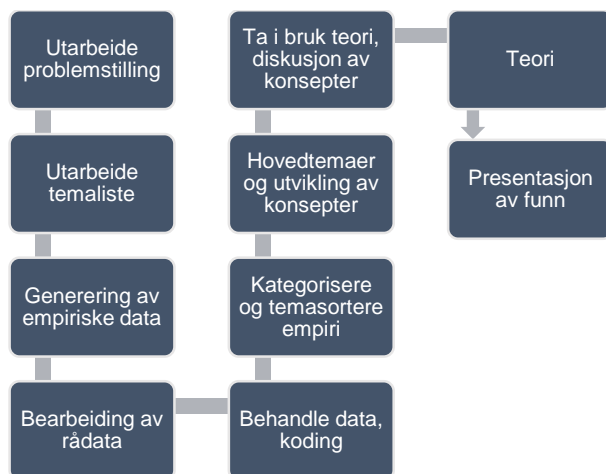 Utarbeide
problemstilling
Utarbeide
temaliste
Generering av
empiriske data
Bearbeiding av
rådata
Behandle data,
koding
Kategorisere
og temasortere
empiri
Hovedtemaer
og utvikling av
konsepter
Ta i bruk teori,
diskusjon av
konsepter
Teori
Presentasjon
av funn